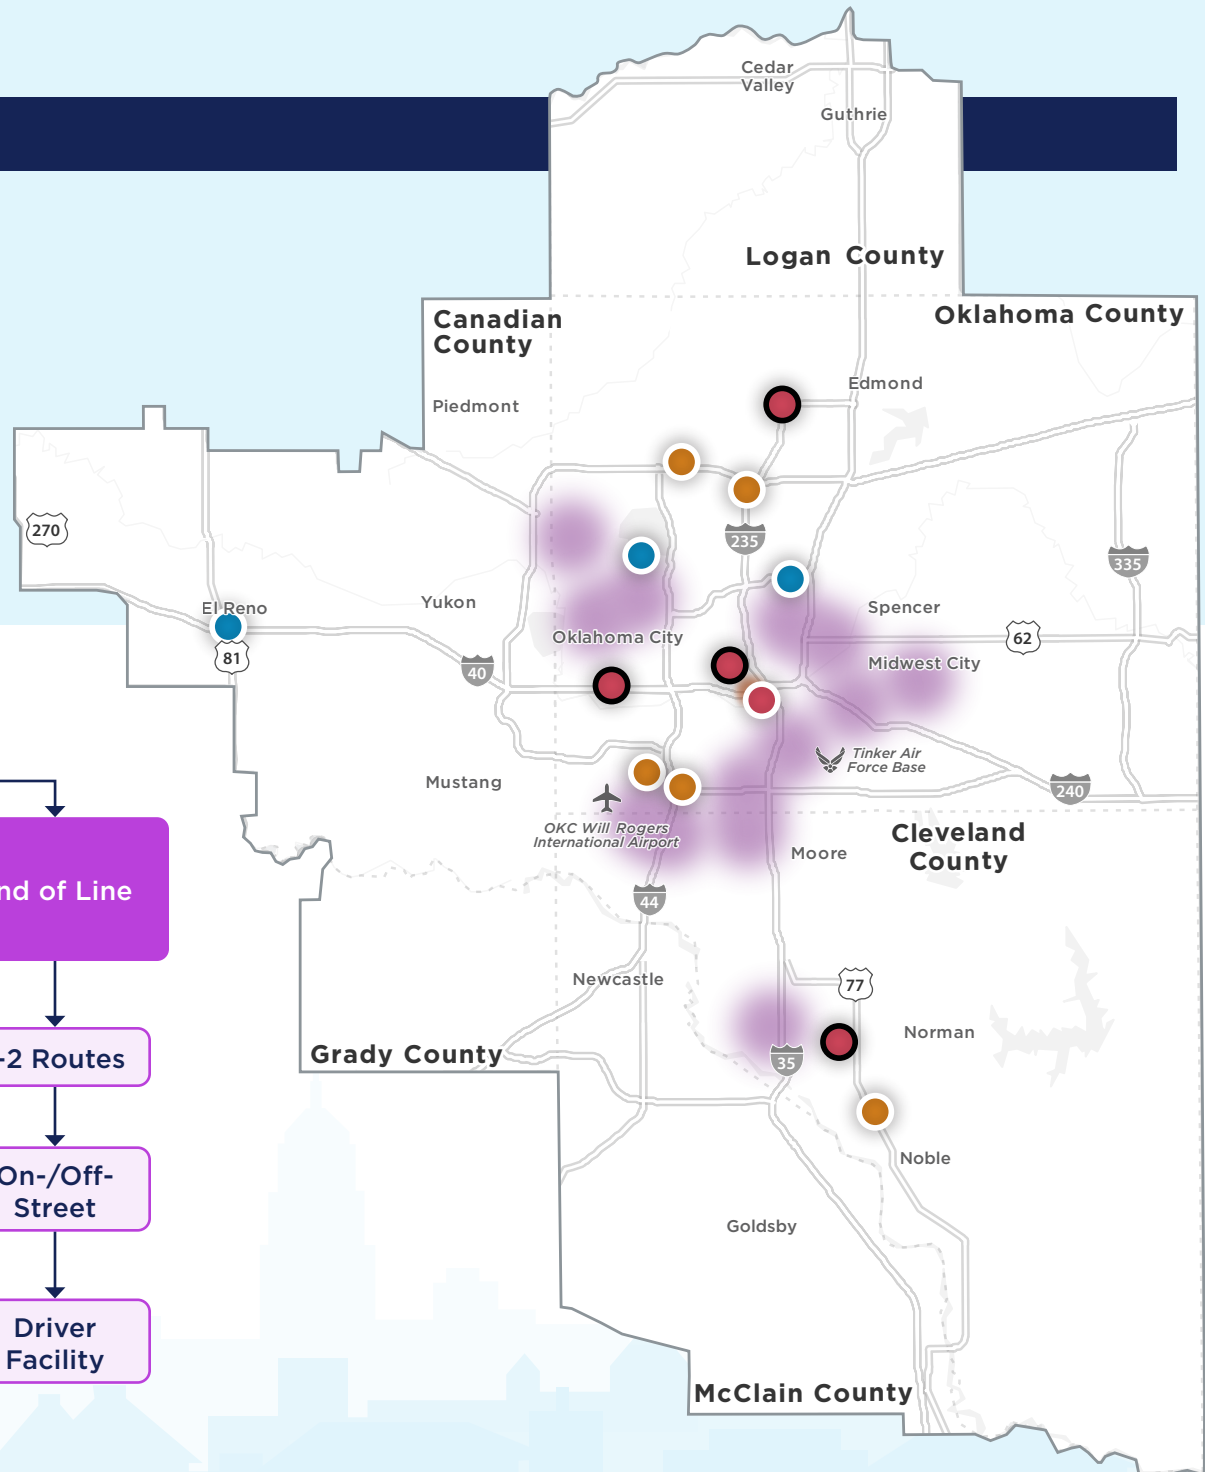 Cedar
Valley
Guthrie
Logan County
Canadian
County
Oklahoma County
Edmond
Piedmont
270
235
335
El Reno
Yukon
Spencer
Oklahoma City
62
81
40
Midwest City
Tinker Air
Force Base
Mustang
240
OKC Will Rogers
International Airport
Cleveland
County
Moore
nd of Line
44
Newcastle
77
Norman
-2 Routes
Grady County
35
On-/Off-
Street
Noble
Goldsby
Driver
Facility
McClain County